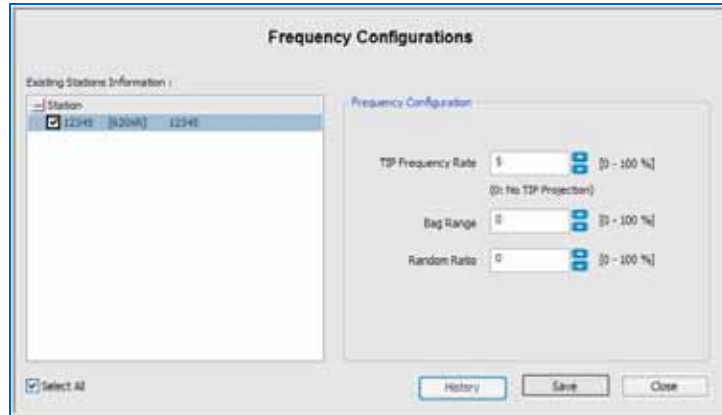 Frequency Configurations
Existing Stations Information :
Station
12345 [620XR] 12345
Select All
Frequency Configuration
TIP Frequency Rate 5 [0 - 100 %]
(0: No TIP Projection)
Bag Range 0 [0 - 100 %]
Random Ratio 0 [0 - 100 %]
History Save Close